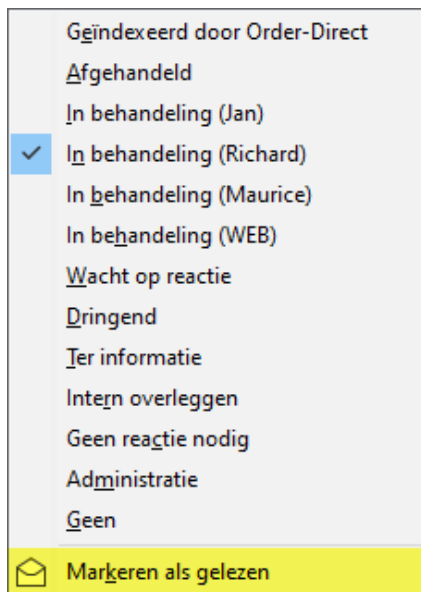 Geïndexeerd door Order-Direct
Afgehandeld
In behandeling (Jan)
In behandeling (Richard)
In behandeling (Maurice)
In behandeling (WEB)
Wacht op reactie
Dringend
Ter informatie
Intern overleggen
Geen reactie nodig
Administratie
Geen
Markeren als gelezen